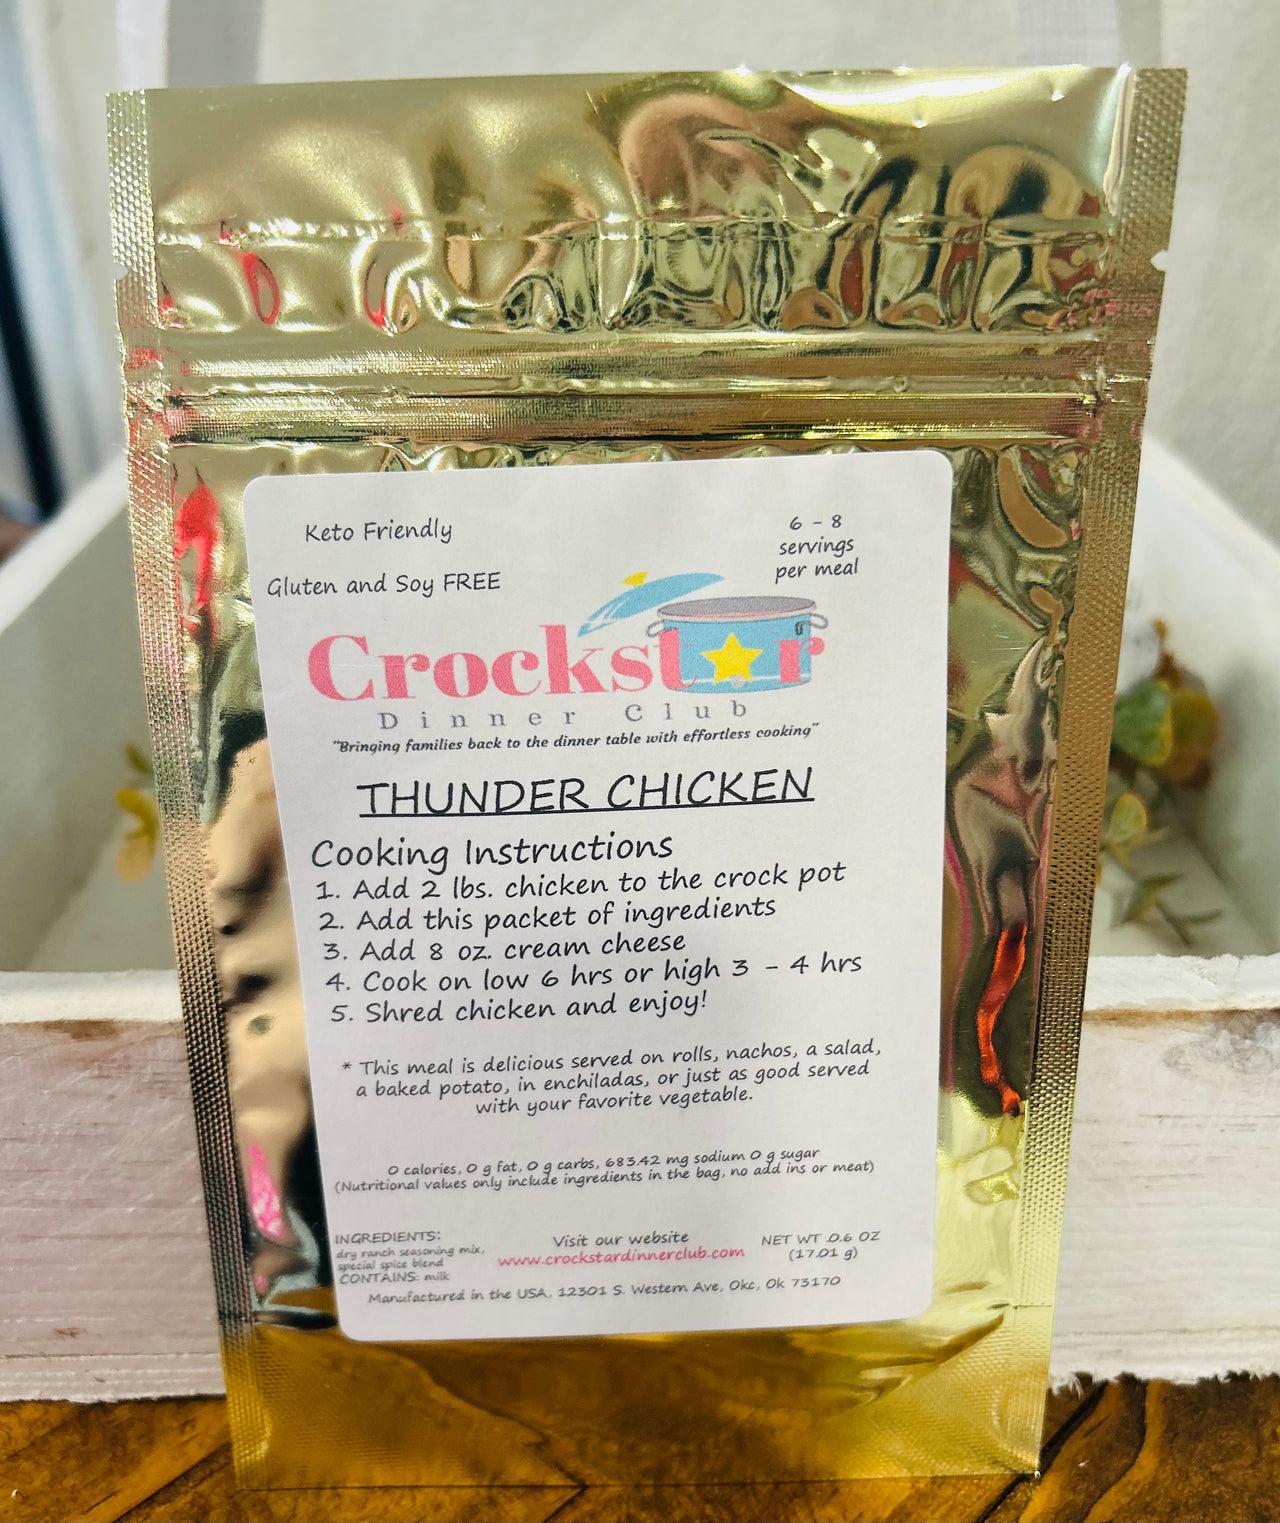 Keto Friendly
6 - 8
servings
per meal
Gluten and Soy FREE
Crockstar
Dinner Club
"Bringing families back to the dinner table with effortless cooking"
THUNDER CHICKEN
Cooking Instructions
1. Add 2 lbs. chicken to the crock pot
2. Add this packet of ingredients
3. Add 8 oz. cream cheese
4. Cook on low 6 hrs or high 3 - 4 hrs
5. Shred chicken and enjoy!
* This meal is delicious served on rolls, nachos, a salad,
a baked potato, in enchiladas, or just as good served
with your favorite vegetable.
0 calories, 0 g fat, 0 g carbs, 683.42 mg sodium 0 g sugar
(Nutritional values only include ingredients in the bag, no add ins or meat)
INGREDIENTS:
dry ranch seasoning mix,
special spice blend
CONTAINS: milk
Visit our website
www.crockstardinnerclub.com
NET WT .0.6 OZ
(17.01 g)
Manufactured in the USA, 12301 S. Western Ave, Okc, Ok 73170